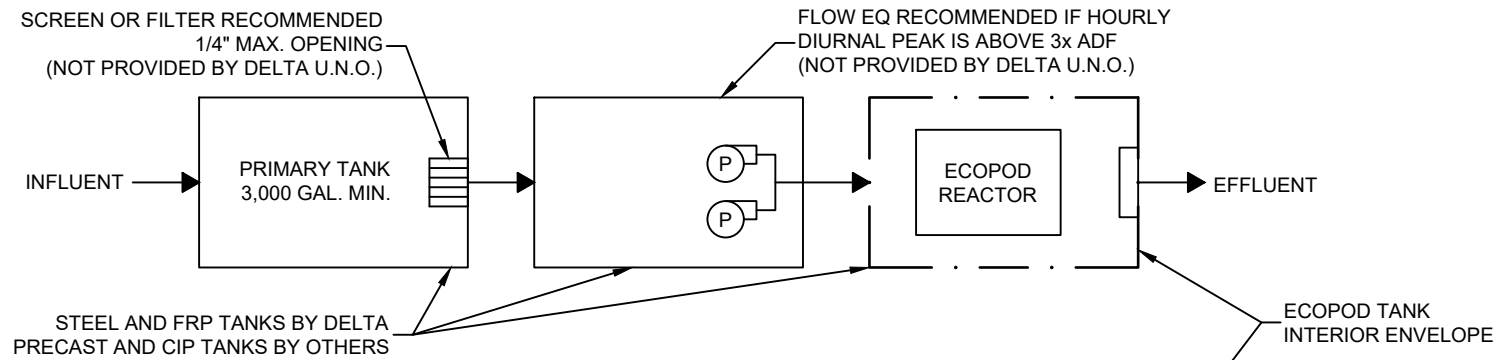 SCREEN OR FILTER RECOMMENDED
1/4" MAX. OPENING
(NOT PROVIDED BY DELTA U.N.O.)
FLOW EQ RECOMMENDED IF HOURLY
DIURNAL PEAK IS ABOVE 3x ADF
(NOT PROVIDED BY DELTA U.N.O.)
INFLUENT
PRIMARY TANK
3,000 GAL. MIN.
P
P
ECOPOD
REACTOR
EFFLUENT
STEEL AND FRP TANKS BY DELTA
PRECAST AND CIP TANKS BY OTHERS
ECOPOD TANK
INTERIOR ENVELOPE